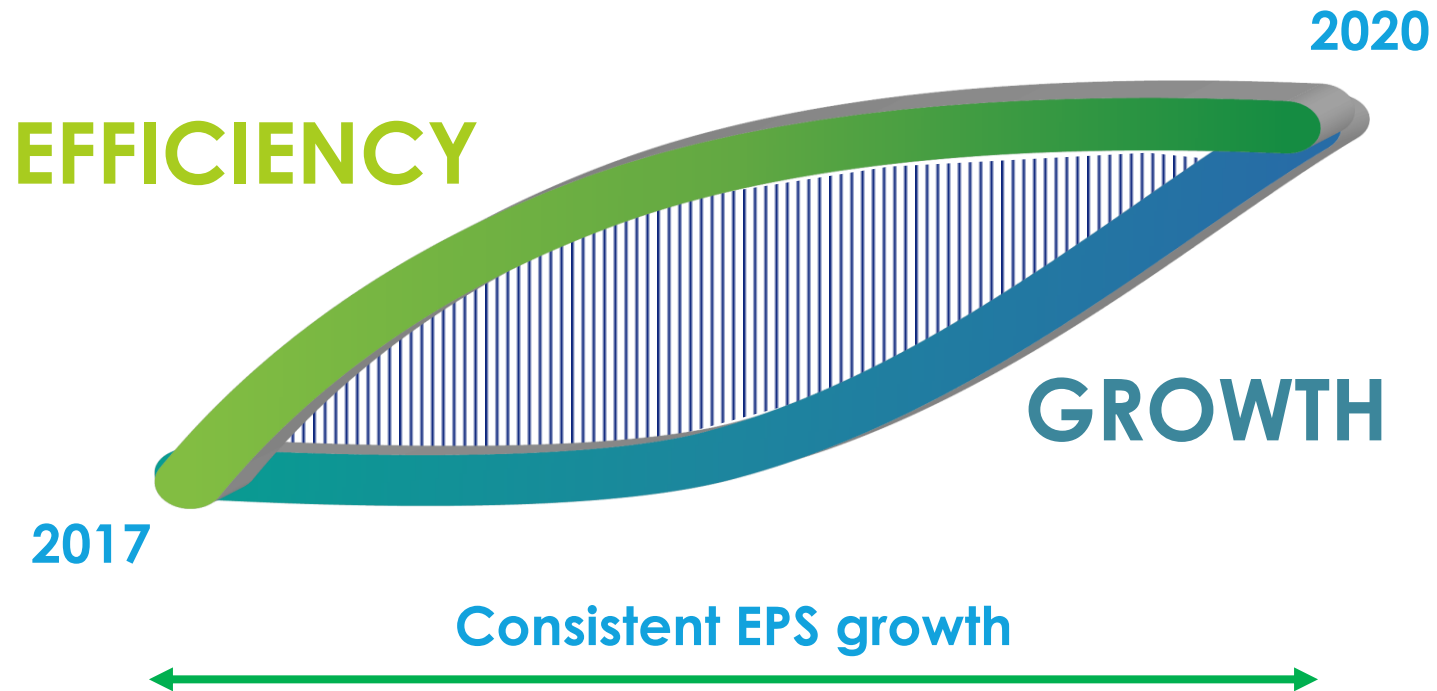 2020
EFFICIENCY
GROWTH
2017
Consistent EPS growth